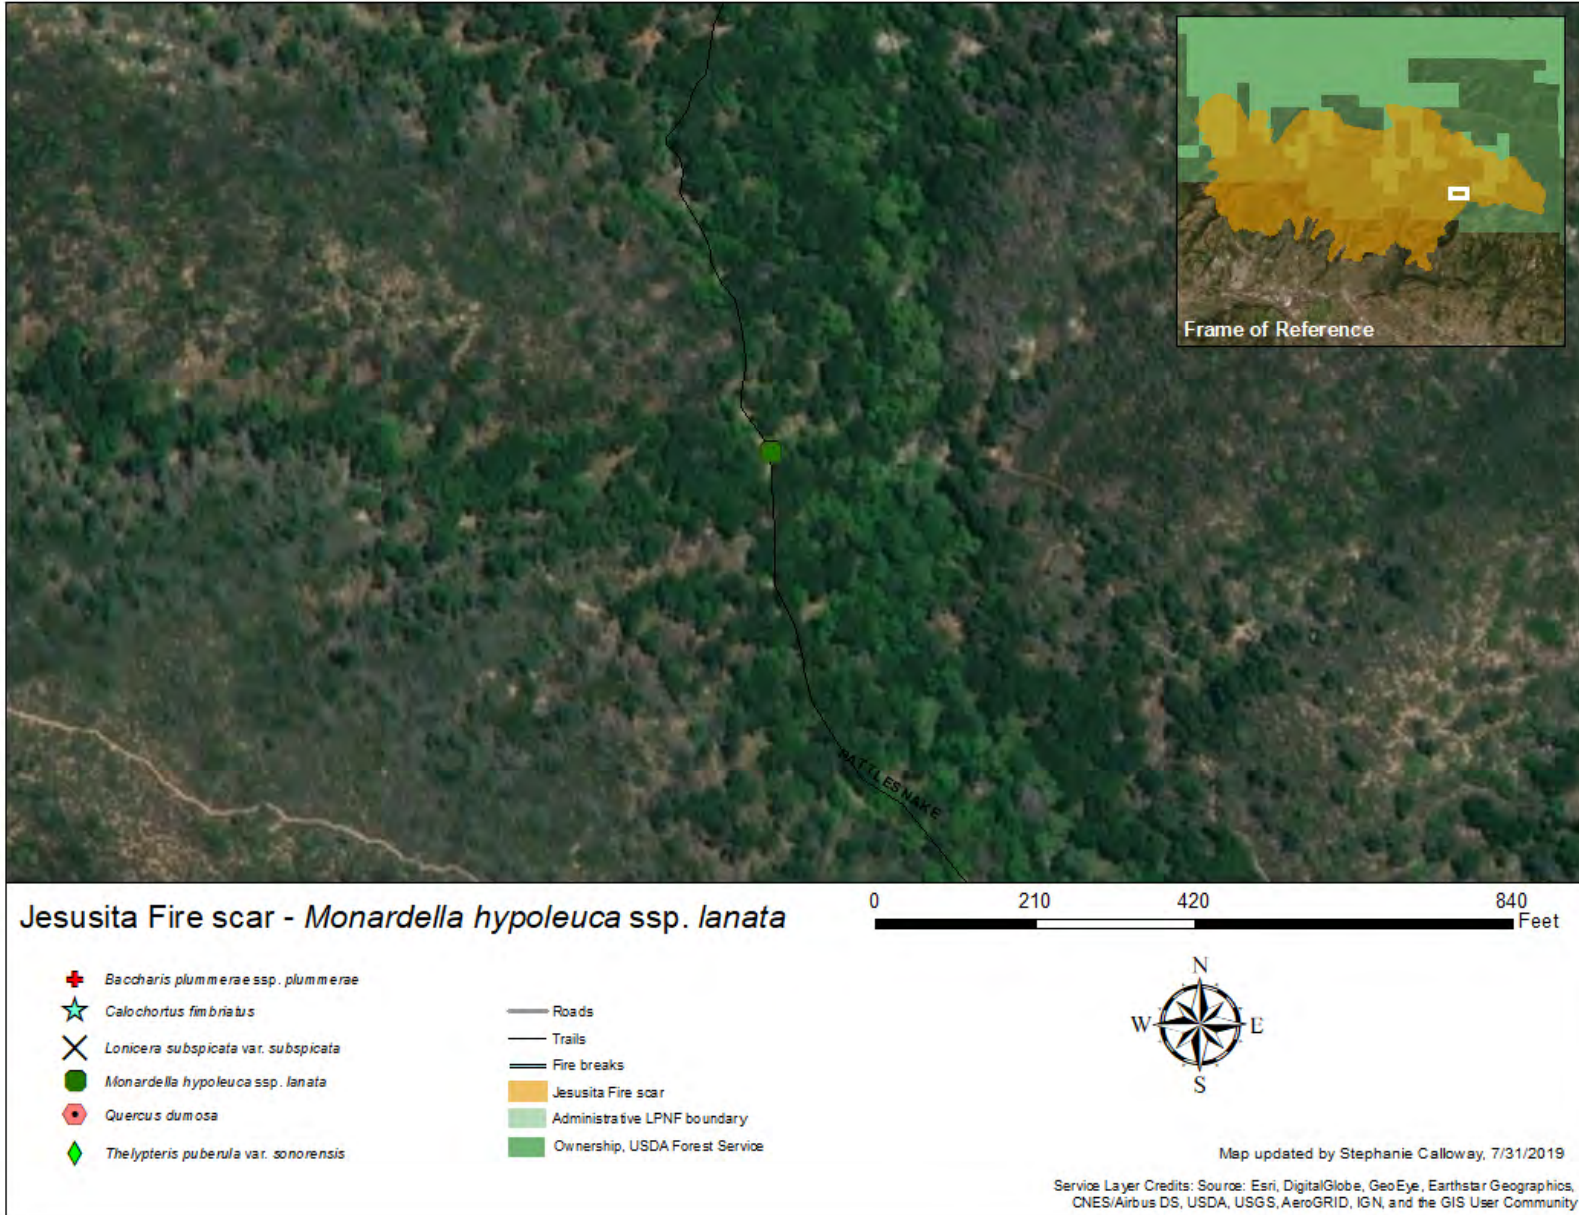 Frame of Reference
RATTLESNAKE
Jesusita Fire scar - Monardella hypoleuca ssp. lanata
0 210 420 840
Feet
Baccharis plummerae ssp. plummerae
Calochortus fimbriatus
Lonicera subspicata var. subspicata
Monardella hypoleuca ssp. lanata
Quercus dumosa
Thelypteris puberula var. sonorensis
Roads
Trails
Fire breaks
Jesusita Fire scar
Administrative LPNF boundary
Ownership, USDA Forest Service
N
W E
S
Map updated by Stephanie Calloway, 7/31/2019
Service Layer Credits: Source: Esri, DigitalGlobe, GeoEye, Earthstar Geographics,
CNES/Airbus DS, USDA, USGS, AeroGRID, IGN, and the GIS User Community